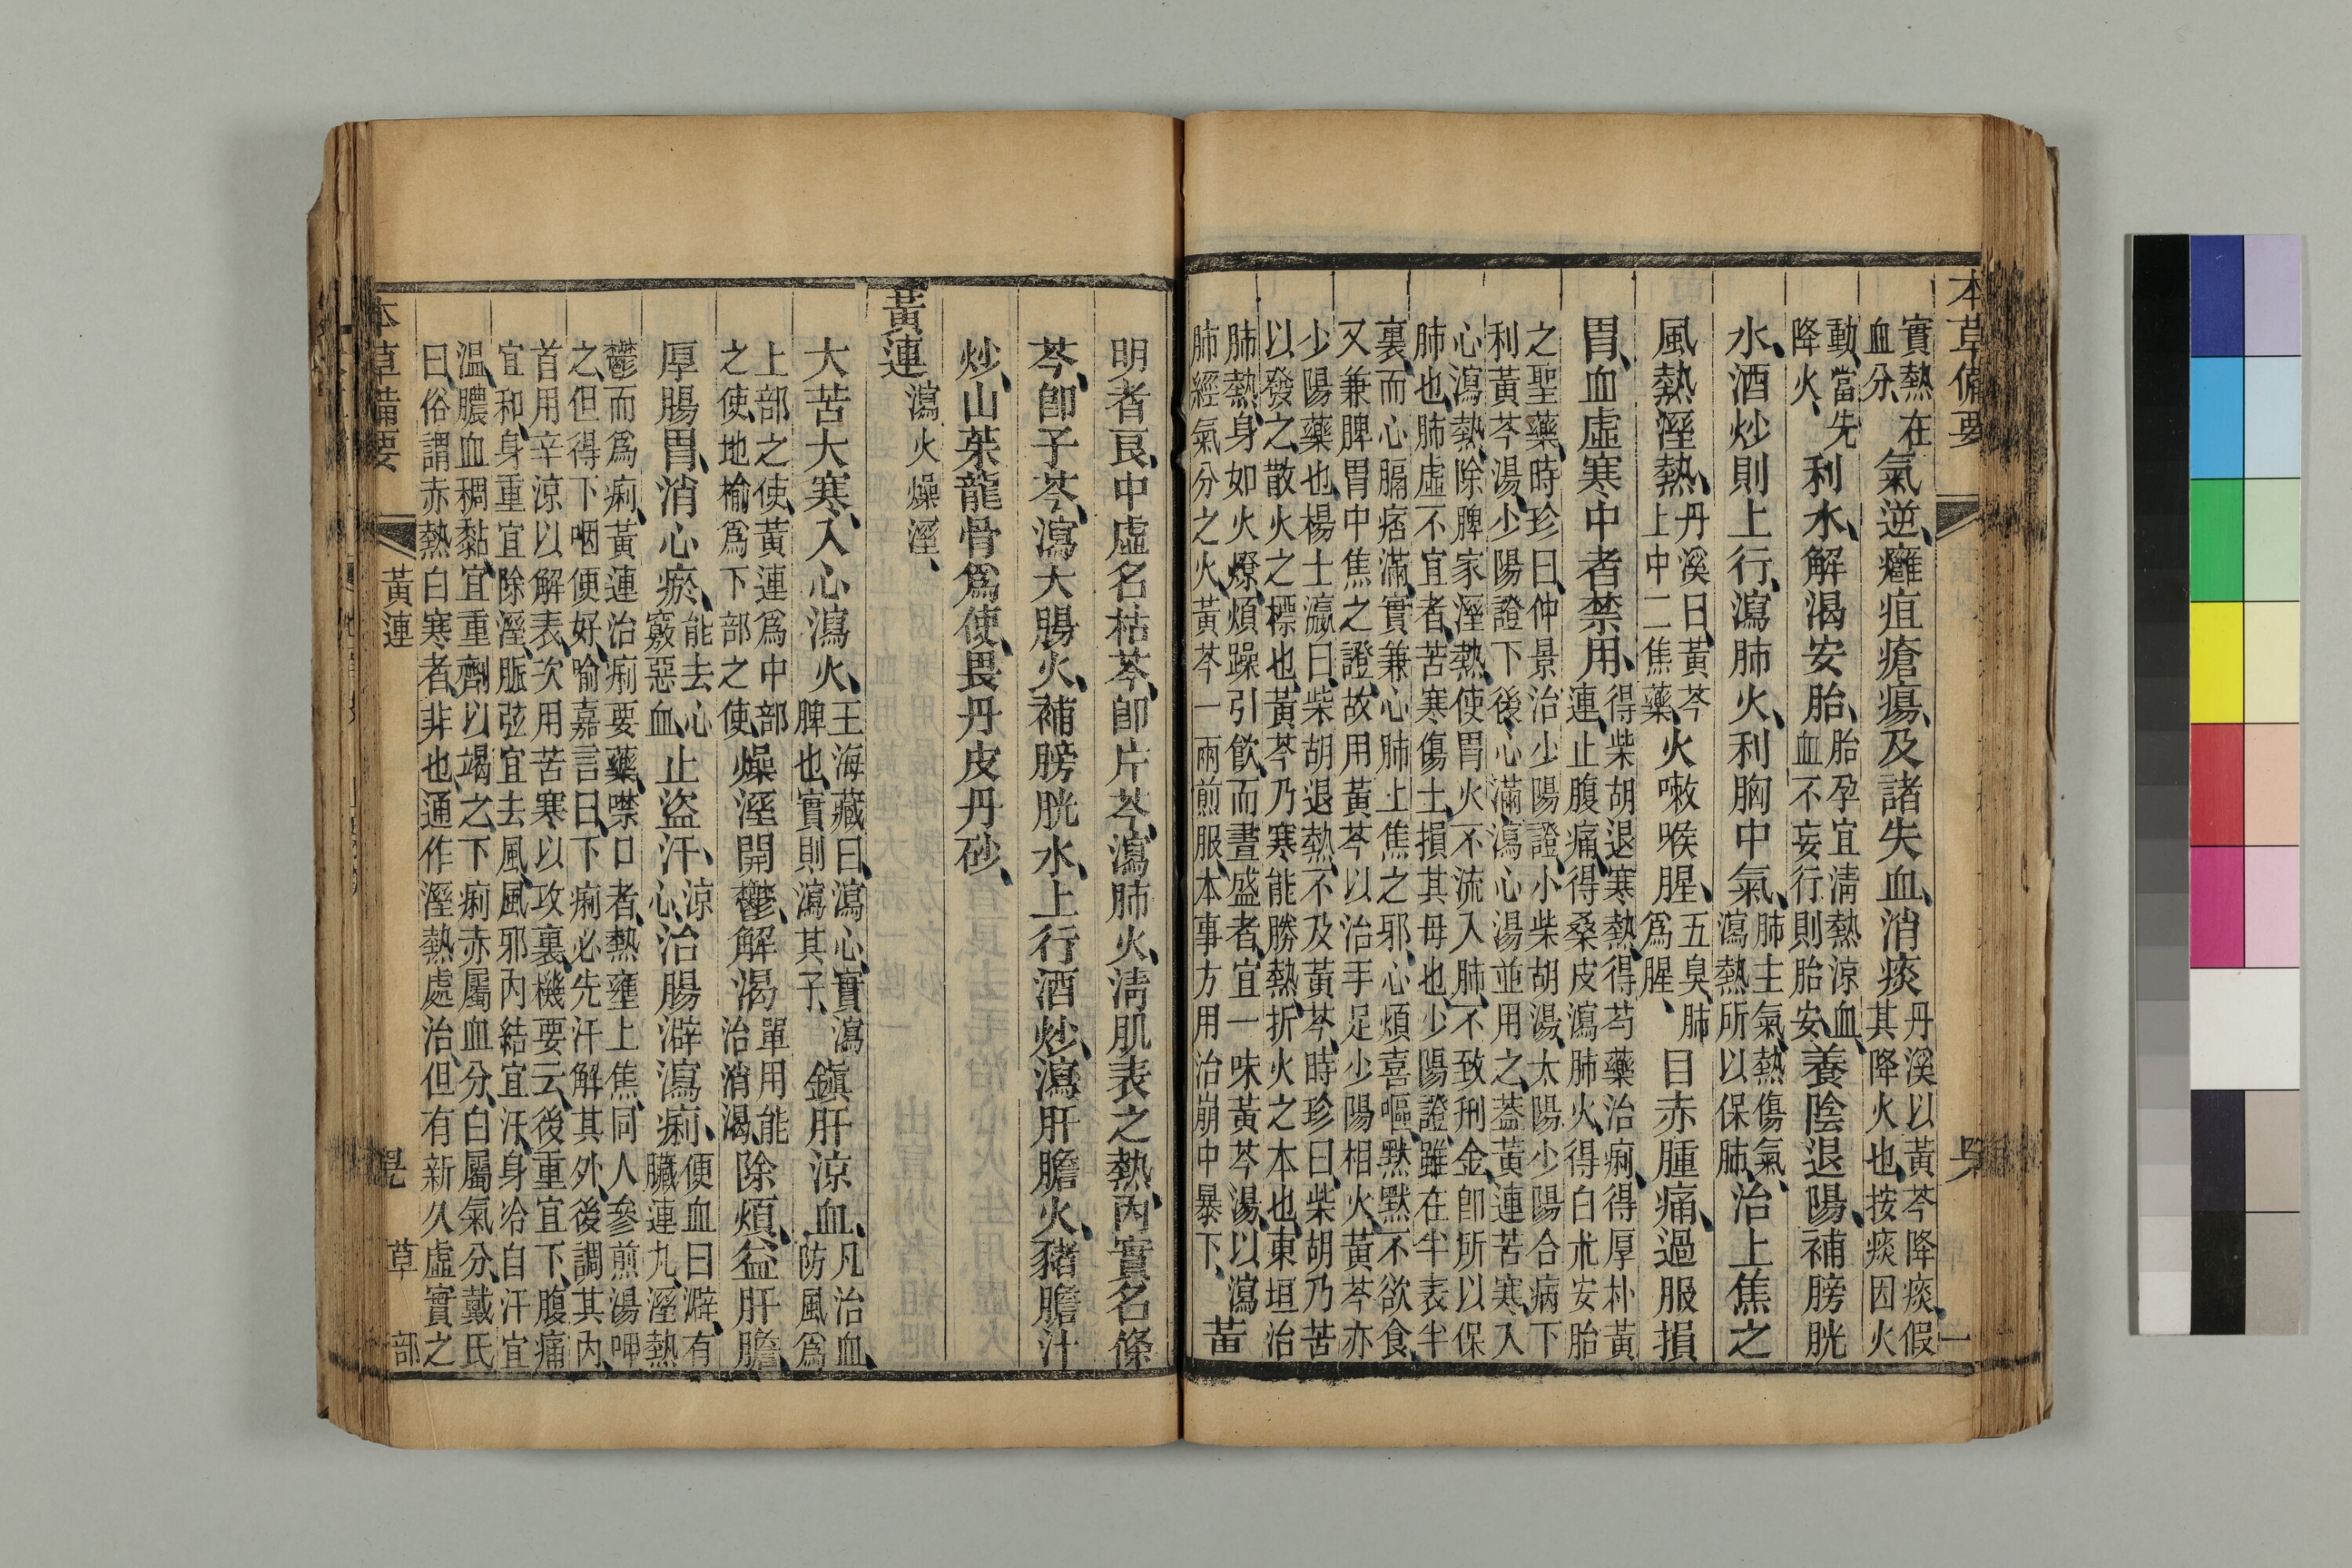 本草備要
實熱在血分、氣逆、癰疽瘡瘍、及諸失血、消痰丹溪以黃芩降痰、假其降火也、按痰因火
動、當先降火、利水、解渴安胎、胎孕宜清熱涼血、血不妄行則胎安、養陰退陽、補膀胱
水、酒炒則上行、瀉肺火、利胸中氣、肺主氣、熱傷氣、瀉熱所以保肺、治上焦之
風熱溼熱、丹溪曰、黃芩上中二焦藥、火嗽喉腥、五臭、肺爲腥、目赤腫痛、過服損
胃、血虛寒中者禁用、得柴胡退寒熱、得芍藥治痢、得厚朴黃連止腹痛、得桑皮瀉肺火、得白朮安胎
之聖藥、時珍曰、仲景治少陽證、小柴胡湯、太陽少陽合病下利黃芩湯、少陽證下後、心滿瀉心湯並用之、蓋黃連苦寒、入
心瀉熱、除脾家溼熱、使胃火不流入肺、不致刑金、卽所以保肺也、肺虛不宜者、苦寒傷土、損其母也、少陽證、雖在半表半
裏、而心膈痞滿、實兼心肺上焦之邪、心煩喜嘔、默默不欲食、又兼脾胃中焦之證、故用黃芩以治手足少陽相火、黃芩亦
少陽藥也、楊士瀛曰、柴胡退熱、不及黃芩、時珍曰、柴胡乃苦以發之、散火之標也、黃芩乃寒能勝熱、折火之本也、東垣治
肺熱、身如火燎、煩躁引飲、而晝盛者、宜一味黃芩湯、以瀉肺經氣分之火、黃芩一兩煎服、本事方用治崩中暴下、黃
明者良、中虛名枯芩、卽片芩、瀉肺火、清肌表之熱、內實名條
芩、卽子芩、瀉大腸火、補膀胱水、上行酒炒、瀉肝膽火、豬膽汁
炒、山茱龍骨爲使、畏丹皮丹砂、
黃連瀉火燥溼、
大苦大寒、入心瀉火、王海藏曰、瀉心、實瀉脾也、實則瀉其子、鎭肝涼血、凡治血、防風爲
上部之使、黃連爲中部之使、地榆爲下部之使、燥溼開鬱、解渴單用能治消渴、除煩、益肝膽、
厚腸胃、消心瘀、能去心竅惡血、止盜汗、涼心、治腸澼瀉痢、便血曰澼、有臟連丸、溼熱
鬱而爲痢、黃連治痢要藥、噤口者、熱壅上焦、同人參煎湯呷之、但得下咽便好、喻嘉言曰、下痢必先汗解其外、後調其內、
首用辛涼以解表、次用苦寒以攻裏、機要云、後重宜下、腹痛宜和、身重宜除溼、脈弦宜去風、風邪內結宜汗、身冷自汗宜
温、膿血稠黏宜重劑以竭之、下痢赤屬血分、白屬氣分、戴氏曰、俗謂赤熱白寒者、非也、通作溼熱處治、但有新久虛實之
本草備要 黃連 草部